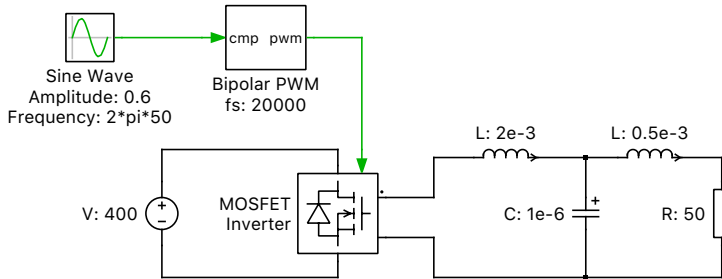 cmp pwm
Sine Wave
Amplitude: 0.6
Frequency: 2*pi*50
Bipolar PWM
fs: 20000
L: 2e-3
L: 0.5e-3
V: 400
MOSFET
Inverter
C: 1e-6
R: 50